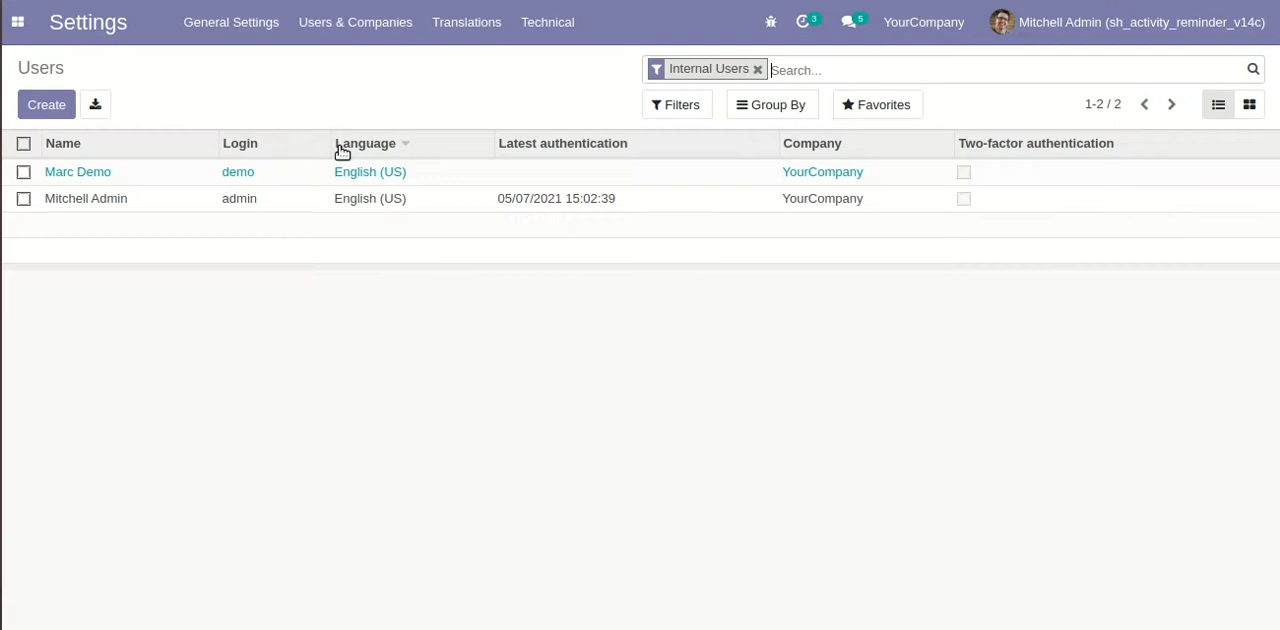 Settings General Settings Users & Companies Translations Technical 3 5 YourCompany Mitchell Admin (sh_activity_reminder_v14c)
Users Internal Users Search...
Create Filters Group By Favorites 1-2 / 2
Name Login Language Latest authentication Company Two-factor authentication
Marc Demo demo English (US) YourCompany
Mitchell Admin admin English (US) 05/07/2021 15:02:39 YourCompany